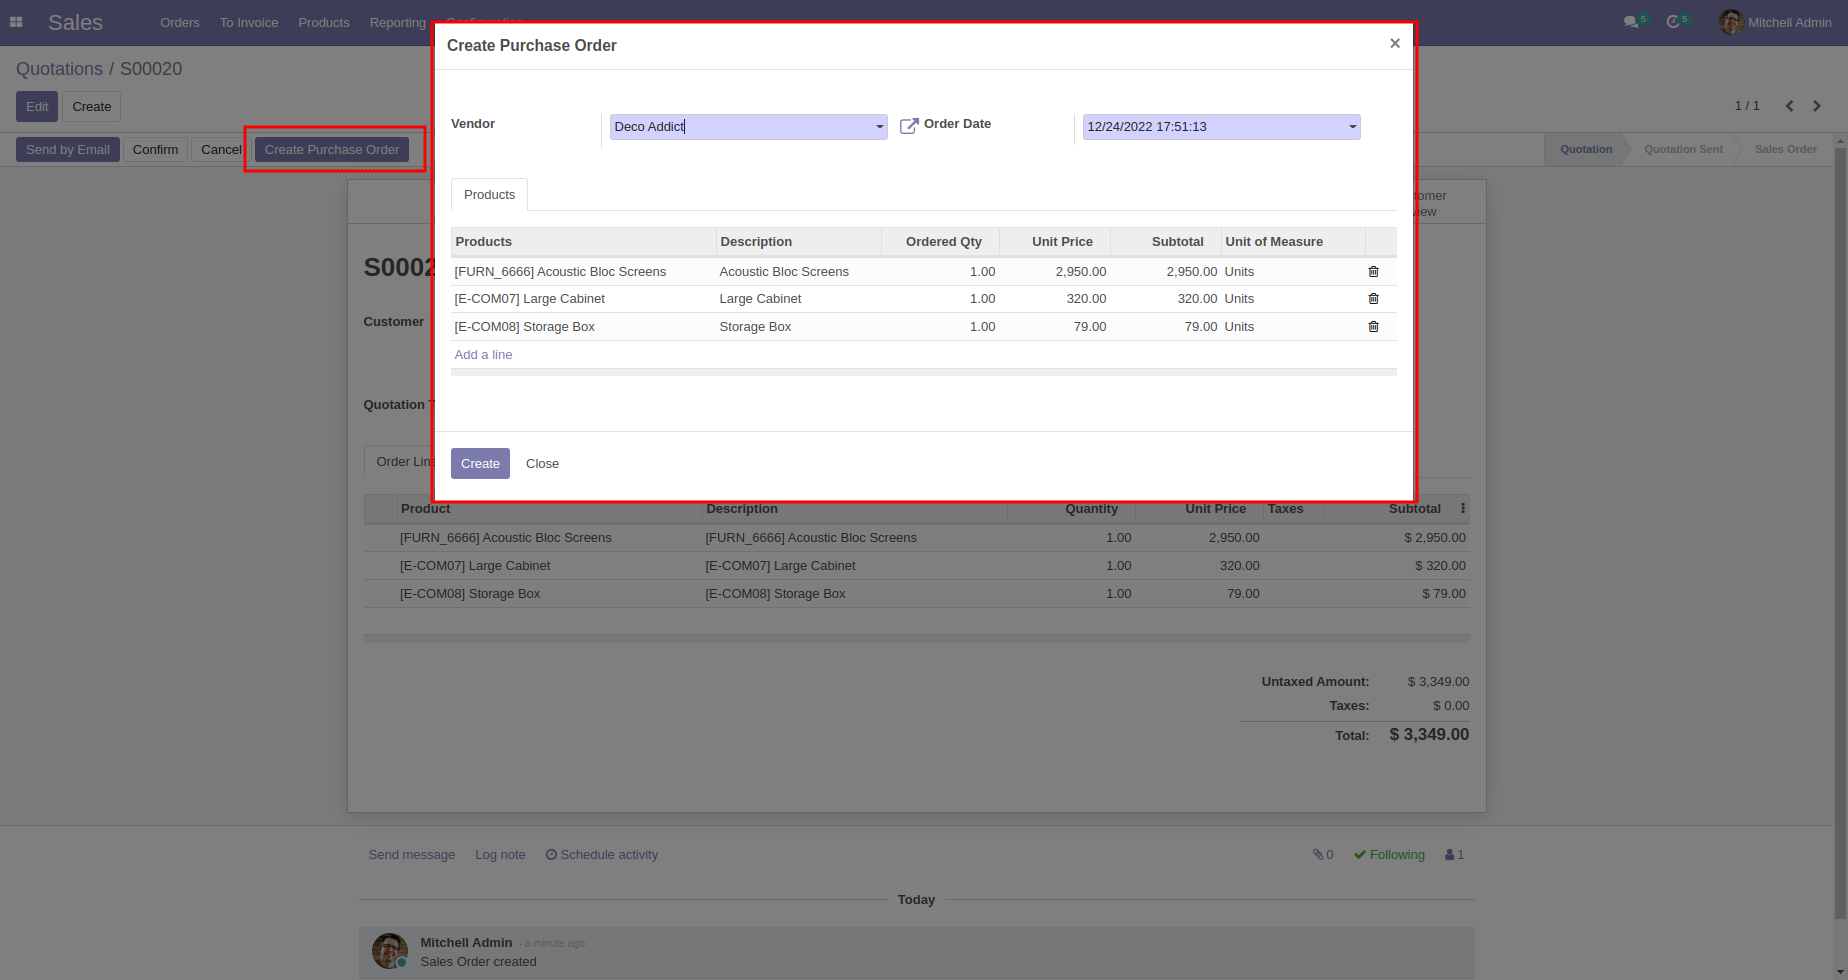 Sales Orders To Invoice Products Reporting Configuration 5 5 Mitchell Admin
Create Purchase Order ×
Quotations / S00020
Edit Create 1 / 1
Vendor Deco Addict Order Date 12/24/2022 17:51:13
Send by Email Confirm Cancel Create Purchase Order Quotation Quotation Sent Sales Order
Products
Products Description Ordered Qty Unit Price Subtotal Unit of Measure
[FURN_6666] Acoustic Bloc Screens Acoustic Bloc Screens 1.00 2,950.00 2,950.00 Units
[E-COM07] Large Cabinet Large Cabinet 1.00 320.00 320.00 Units
[E-COM08] Storage Box Storage Box 1.00 79.00 79.00 Units
Add a line
Create Close
S0002
Customer
Quotation T
Order Line
Product Description Quantity Unit Price Taxes Subtotal
[FURN_6666] Acoustic Bloc Screens [FURN_6666] Acoustic Bloc Screens 1.00 2,950.00 $ 2,950.00
[E-COM07] Large Cabinet [E-COM07] Large Cabinet 1.00 320.00 $ 320.00
[E-COM08] Storage Box [E-COM08] Storage Box 1.00 79.00 $ 79.00
Untaxed Amount: $ 3,349.00
Taxes: $ 0.00
Total: $ 3,349.00
Send message Log note Schedule activity 0 Following 1
Today
Mitchell Admin - a minute ago
Sales Order created